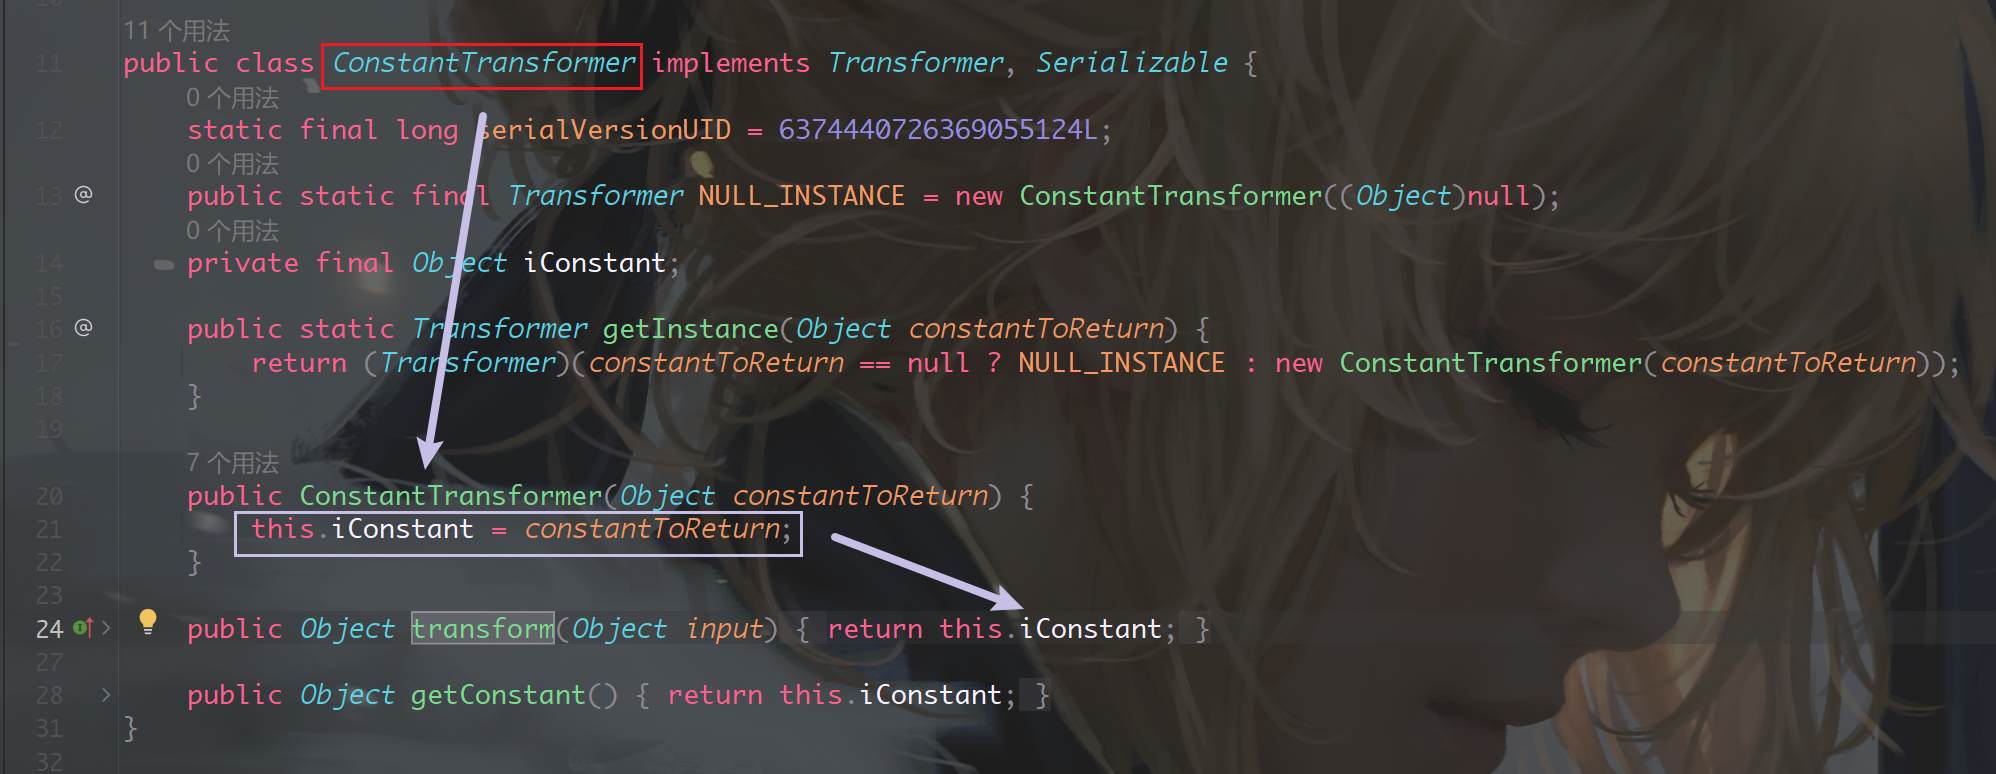 11 个用法
11 public class ConstantTransformer implements Transformer, Serializable {
0 个用法
12 static final long serialVersionUID = 6374440726369055124L;
0 个用法
13 @ public static final Transformer NULL_INSTANCE = new ConstantTransformer((Object)null);
0 个用法
14 private final Object iConstant;
15
16 @ public static Transformer getInstance(Object constantToReturn) {
17 return (Transformer)(constantToReturn == null ? NULL_INSTANCE : new ConstantTransformer(constantToReturn));
18 }
19
7 个用法
20 public ConstantTransformer(Object constantToReturn) {
21 this.iConstant = constantToReturn;
22 }
23
24 public Object transform(Object input) { return this.iConstant; }
27
28 public Object getConstant() { return this.iConstant; }
31 }
32